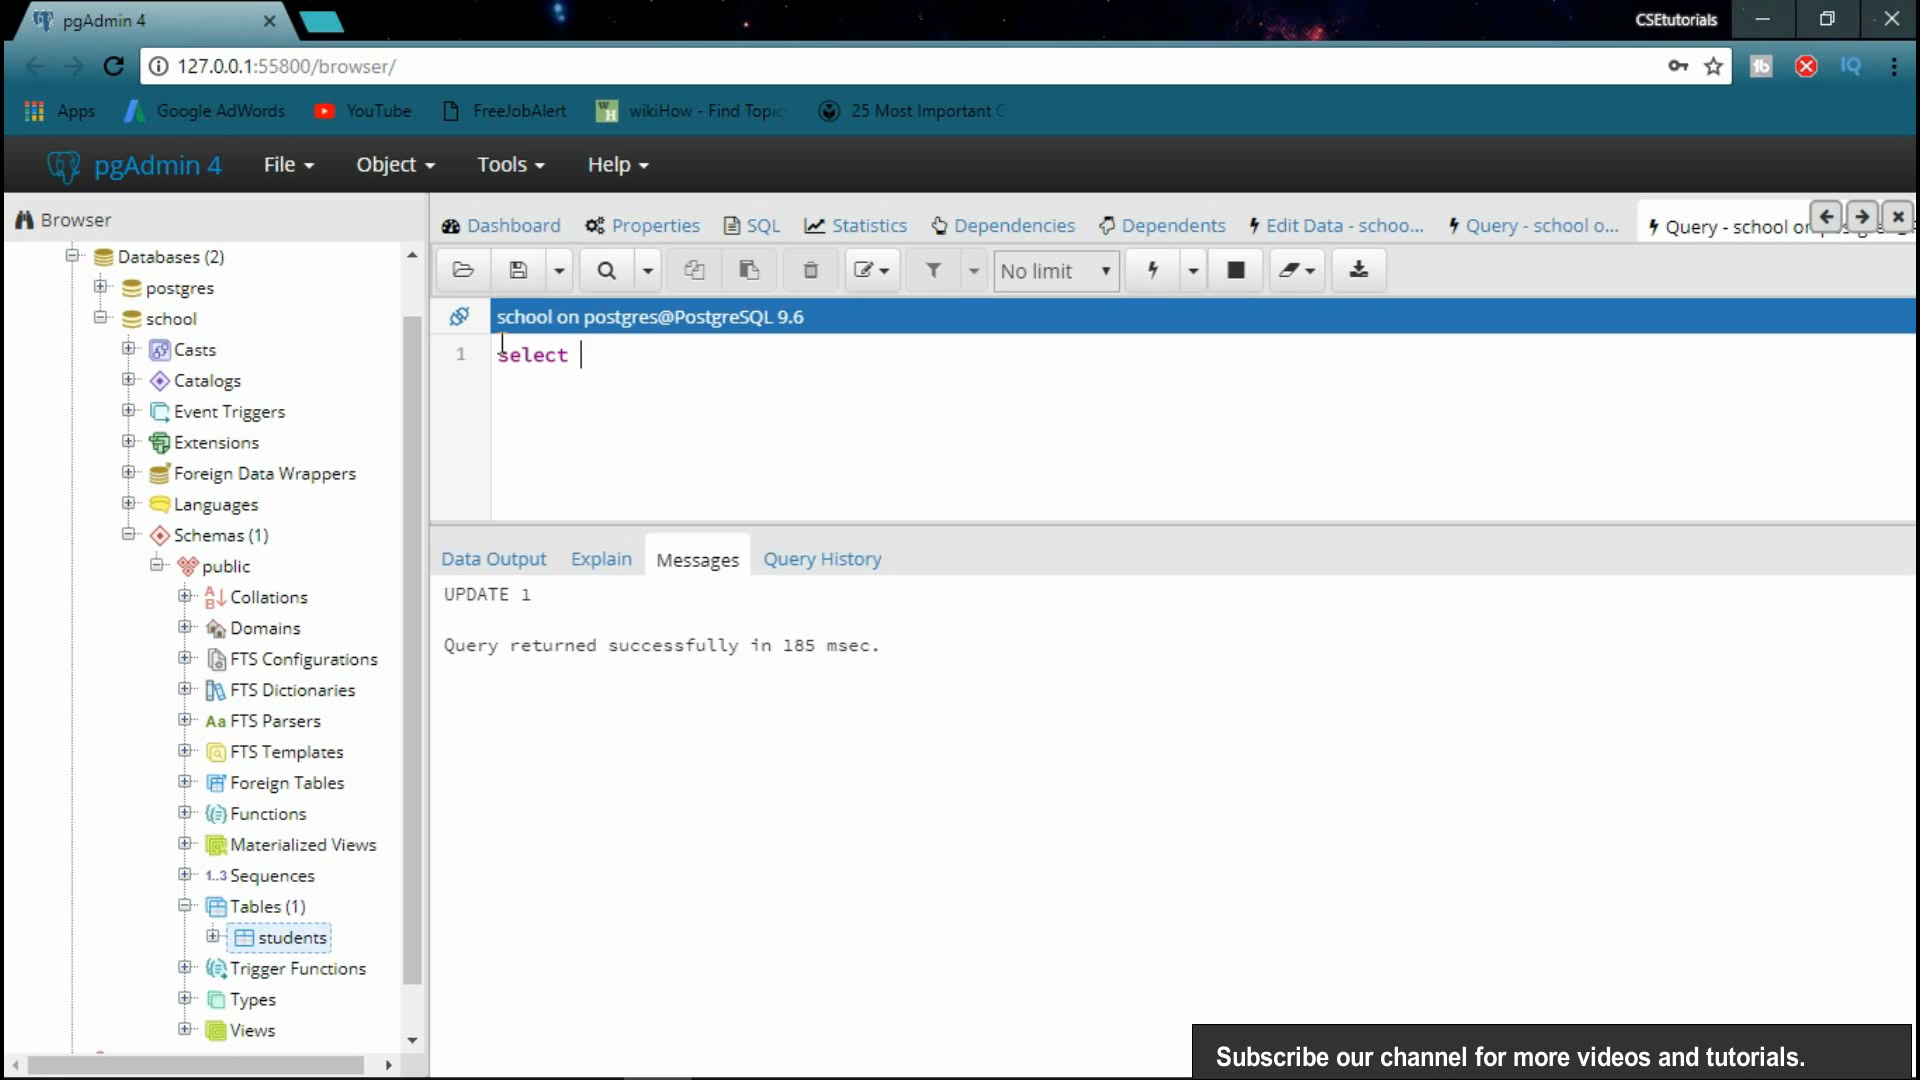 pgAdmin 4
CSEtutorials
127.0.0.1:55800/browser/
Apps
Google AdWords
YouTube
FreeJobAlert
wikiHow - Find Topic
25 Most Important
pgAdmin 4
File
Object
Tools
Help
Browser
Dashboard
Properties
SQL
Statistics
Dependencies
Dependents
Edit Data - schoo...
Query - school o...
Query - school on
No limit
Databases (2)
postgres
school
Casts
Catalogs
Event Triggers
Extensions
Foreign Data Wrappers
Languages
Schemas (1)
public
Collations
Domains
FTS Configurations
FTS Dictionaries
Aa FTS Parsers
FTS Templates
Foreign Tables
Functions
Materialized Views
1..3 Sequences
Tables (1)
students
Trigger Functions
Types
Views
school on postgres@PostgreSQL 9.6
1 select
Data Output
Explain
Messages
Query History
UPDATE 1
Query returned successfully in 185 msec.
Subscribe our channel for more videos and tutorials.